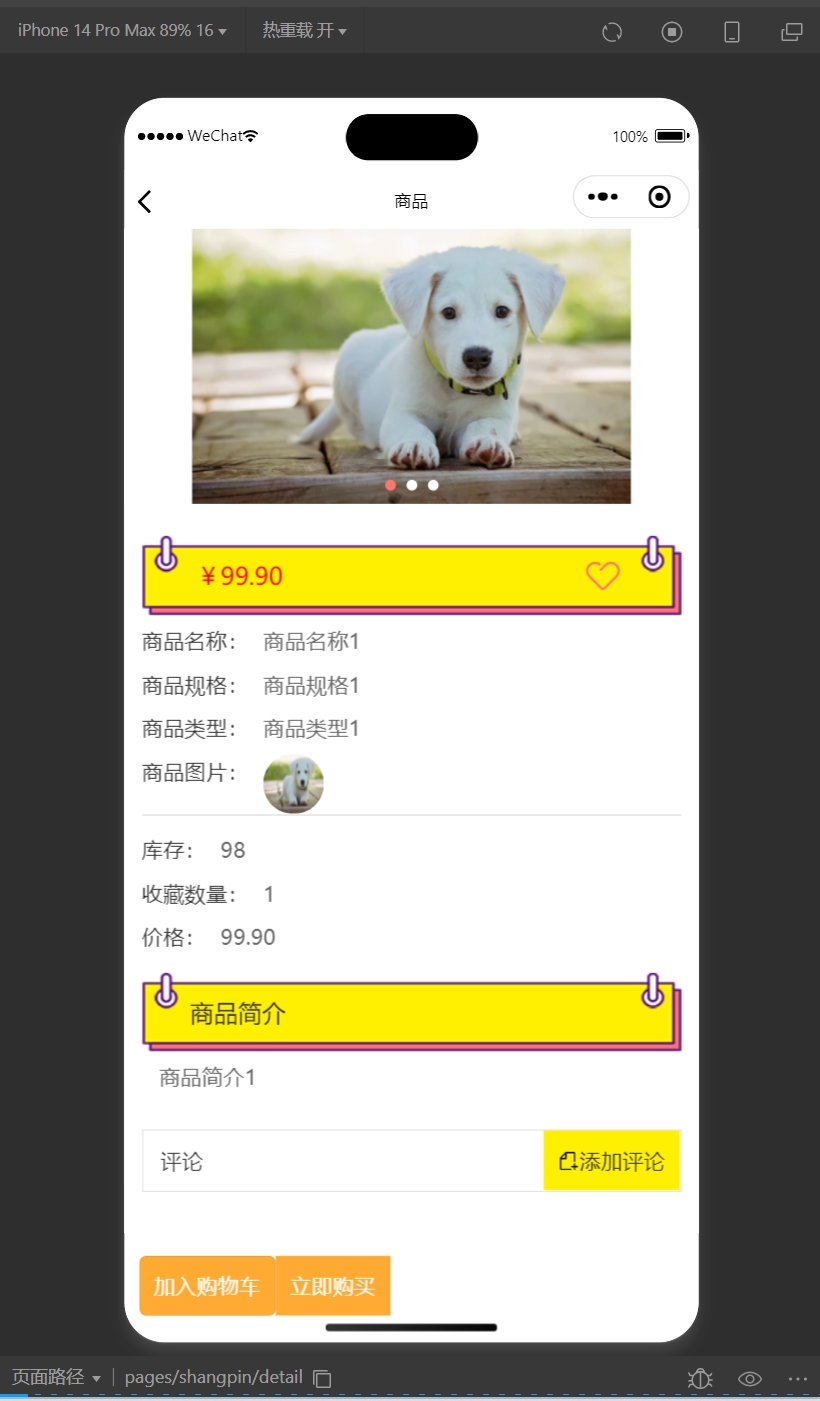 iPhone 14 Pro Max 89% 16 热重载 开
WeChat 100%
商品
¥ 99.90
商品名称： 商品名称1
商品规格： 商品规格1
商品类型： 商品类型1
商品图片：
库存： 98
收藏数量： 1
价格： 99.90
商品简介
商品简介1
评论 添加评论
加入购物车 立即购买
页面路径 pages/shangpin/detail